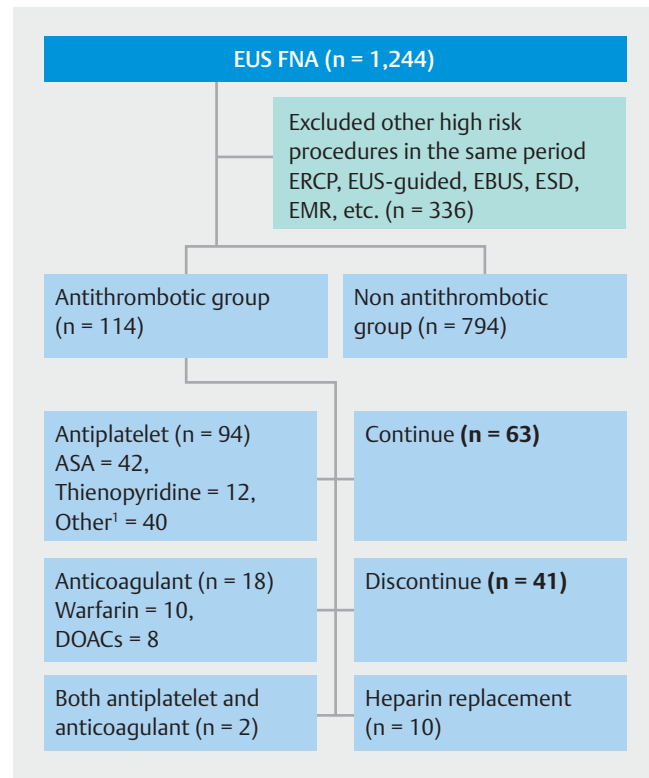 EUS FNA (n = 1,244)
Excluded other high risk
procedures in the same period
ERCP, EUS-guided, EBUS, ESD,
EMR, etc. (n = 336)
Antithrombotic group
(n = 114)
Non antithrombotic
group (n = 794)
Antiplatelet (n = 94)
ASA = 42,
Thienopyridine = 12,
Other¹ = 40
Continue (n = 63)
Anticoagulant (n = 18)
Warfarin = 10,
DOACs = 8
Discontinue (n = 41)
Both antiplatelet and
anticoagulant (n = 2)
Heparin replacement
(n = 10)